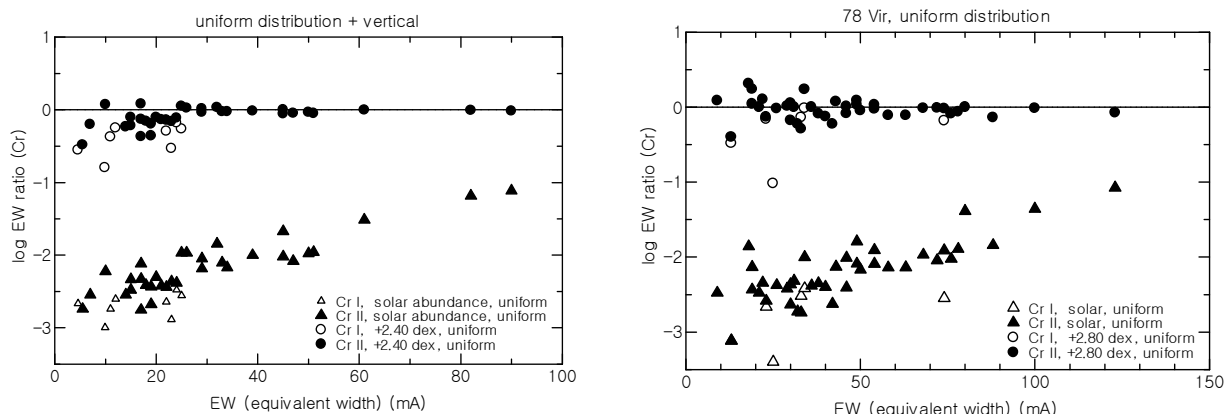 uniform distribution + vertical
1
0
−1
−2
−3
log EW ratio (Cr)
0
20
40
60
80
100
EW (equivalent width) (mA)
Cr I, solar abundance, uniform
Cr II, solar abundance, uniform
Cr I, +2.40 dex, uniform
Cr II, +2.40 dex, uniform
78 Vir, uniform distribution
1
0
−1
−2
−3
log EW ratio (Cr)
0
50
100
150
EW (equivalent width) (mA)
Cr I, solar, uniform
Cr II, solar, uniform
Cr I, +2.80 dex, uniform
Cr II, +2.80 dex, uniform